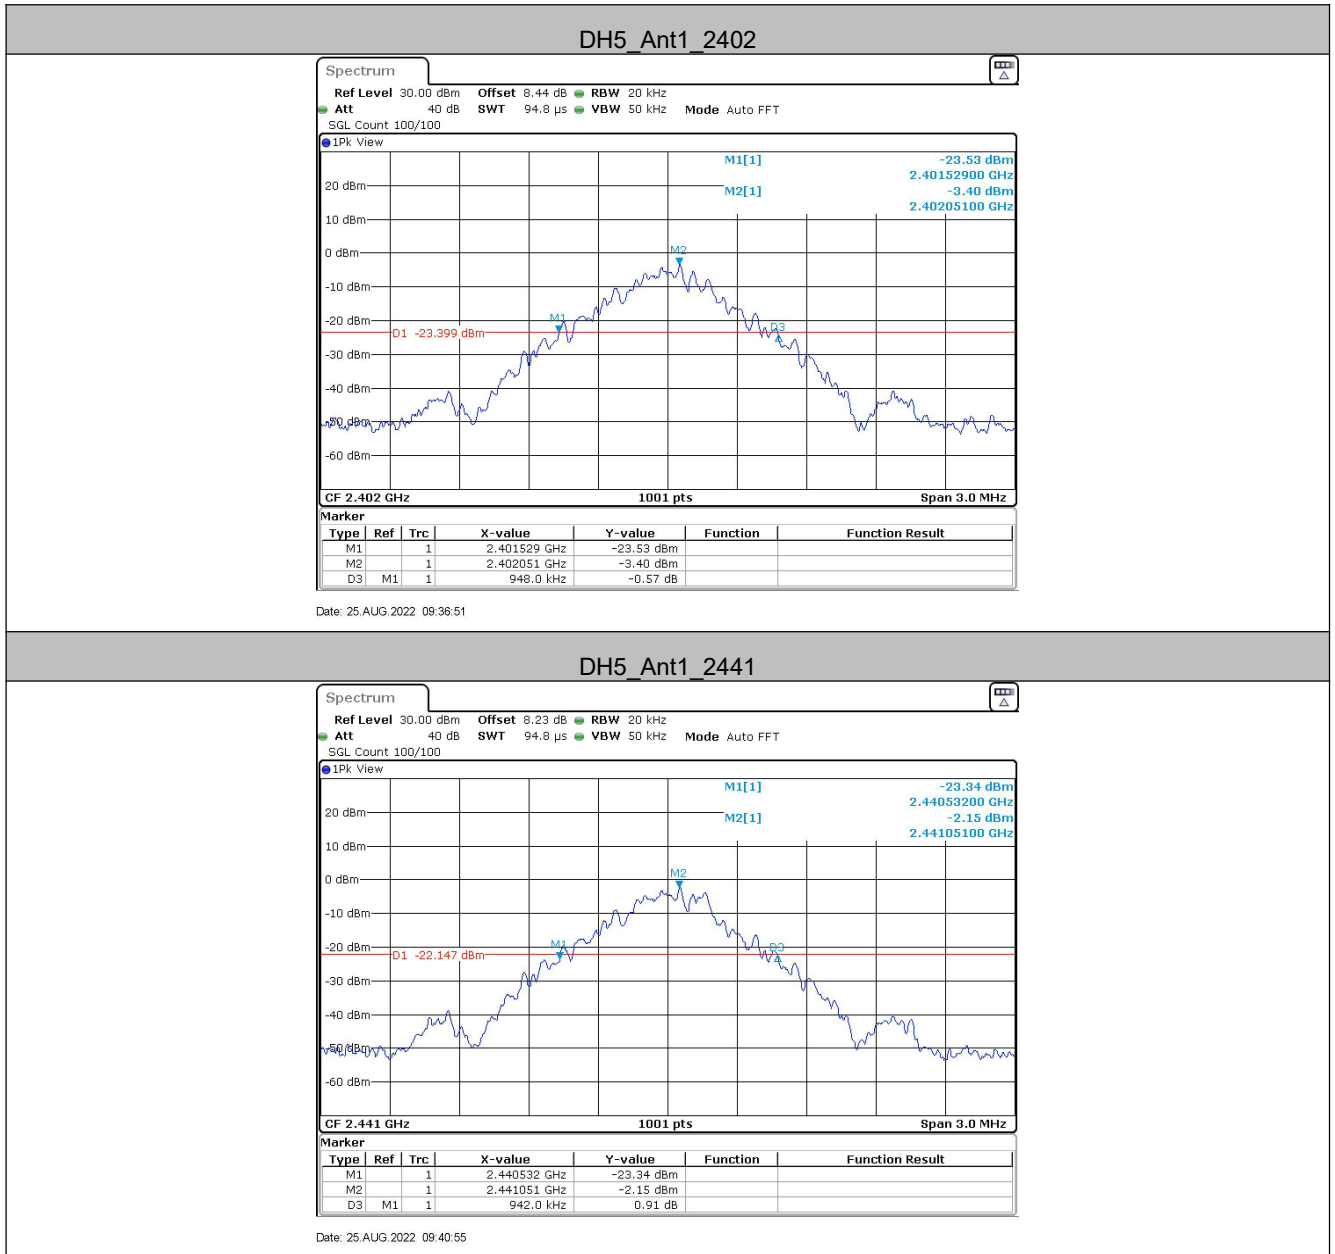 DH5_Ant1_2402
Spectrum
Ref Level 30.00 dBm Offset 8.44 dB RBW 20 kHz
Att 40 dB SWT 94.8 µs VBW 50 kHz Mode Auto FFT
SGL Count 100/100
1Pk View
M1[1] -23.53 dBm
2.40152900 GHz
20 dBm M2[1] -3.40 dBm
2.40205100 GHz
10 dBm
0 dBm M2
-10 dBm
-20 dBm M1 D3
D1 -23.399 dBm
-30 dBm
-40 dBm
-50 dBm
-60 dBm
CF 2.402 GHz 1001 pts Span 3.0 MHz
Marker
Type Ref Trc X-value Y-value Function Function Result
M1 1 2.401529 GHz -23.53 dBm
M2 1 2.402051 GHz -3.40 dBm
D3 M1 1 948.0 kHz -0.57 dB
Date: 25.AUG.2022 09:36:51
DH5_Ant1_2441
Spectrum
Ref Level 30.00 dBm Offset 8.23 dB RBW 20 kHz
Att 40 dB SWT 94.8 µs VBW 50 kHz Mode Auto FFT
SGL Count 100/100
1Pk View
M1[1] -23.34 dBm
2.44053200 GHz
20 dBm M2[1] -2.15 dBm
2.44105100 GHz
10 dBm
0 dBm M2
-10 dBm
-20 dBm M1 D3
D1 -22.147 dBm
-30 dBm
-40 dBm
-50 dBm
-60 dBm
CF 2.441 GHz 1001 pts Span 3.0 MHz
Marker
Type Ref Trc X-value Y-value Function Function Result
M1 1 2.440532 GHz -23.34 dBm
M2 1 2.441051 GHz -2.15 dBm
D3 M1 1 942.0 kHz 0.91 dB
Date: 25.AUG.2022 09:40:55